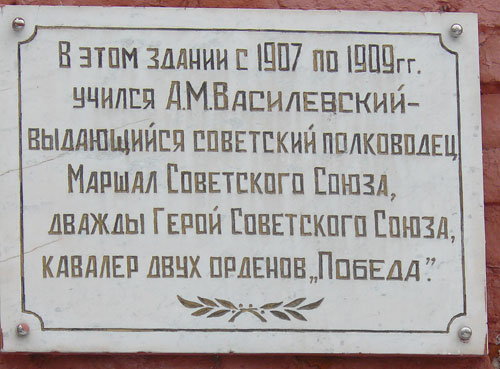 В этом здании с 1907 по 1909гг.
учился А.М.Василевский-
выдающийся советский полководец,
Маршал Советского Союза,
дважды Герой Советского Союза,
кавалер двух орденов „Победа".